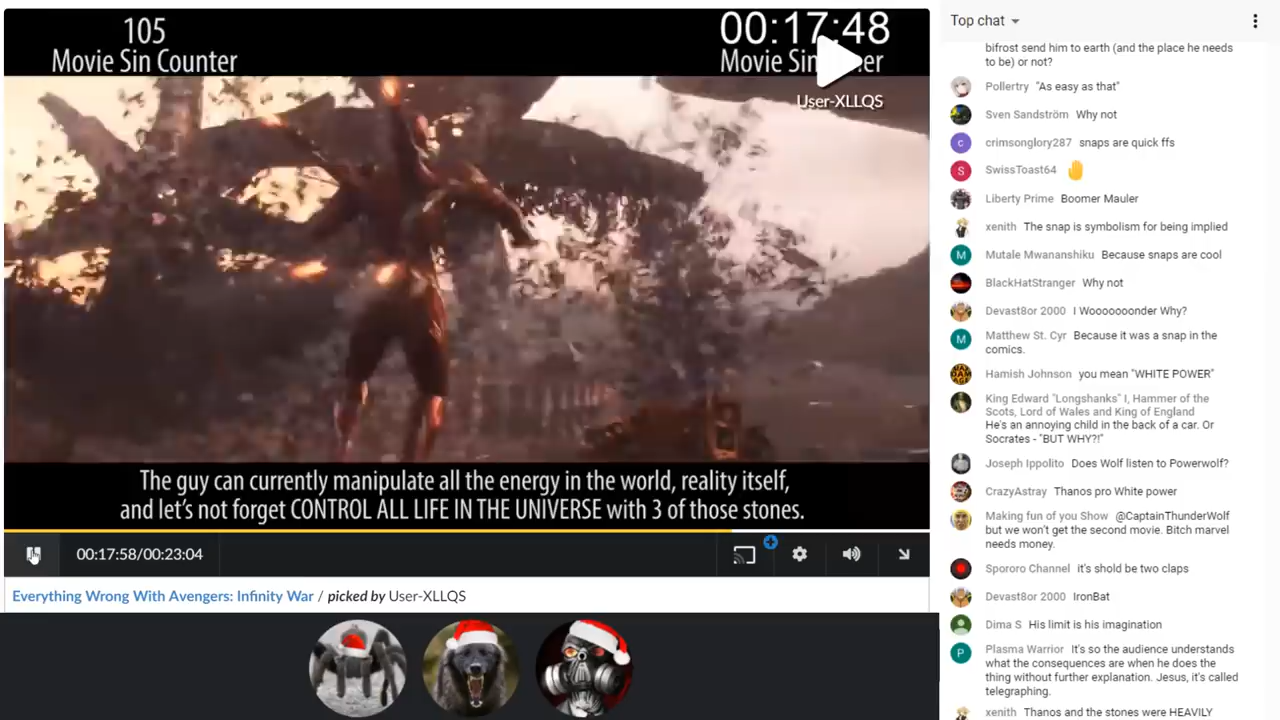 105
Movie Sin Counter
00:17:48
Movie Sin
er
User-XLLQS
The guy can currently manipulate all the energy in the world, reality itself,
and let's not forget CONTROL ALL LIFE IN THE UNIVERSE with 3 of those stones.
00:17:58/00:23:04
Everything Wrong With Avengers: Infinity War / picked by User-XLLQS
Top chat
bifrost send him to earth (and the place he needs
to be) or not?
Pollertry "As easy as that"
Sven Sandström Why not
c crimsonglory287 snaps are quick ffs
S SwissToast64 🤚
Liberty Prime Boomer Mauler
xenith The snap is symbolism for being implied
M Mutale Mwananshiku Because snaps are cool
BlackHatStranger Why not
Devast8or 2000 I Wooooooonder Why?
M Matthew St. Cyr Because it was a snap in the
comics.
Hamish Johnson you mean "WHITE POWER"
King Edward "Longshanks" I, Hammer of the
Scots, Lord of Wales and King of England
He's an annoying child in the back of a car. Or
Socrates - "BUT WHY?!"
Joseph Ippolito Does Wolf listen to Powerwolf?
CrazyAstray Thanos pro White power
Making fun of you Show @CaptainThunderWolf
but we won't get the second movie. Bitch marvel
needs money.
Spororo Channel it's shold be two claps
Devast8or 2000 IronBat
Dima S His limit is his imagination
P Plasma Warrior It's so the audience understands
what the consequences are when he does the
thing without further explanation. Jesus, it's called
telegraphing.
xenith Thanos and the stones were HEAVILY